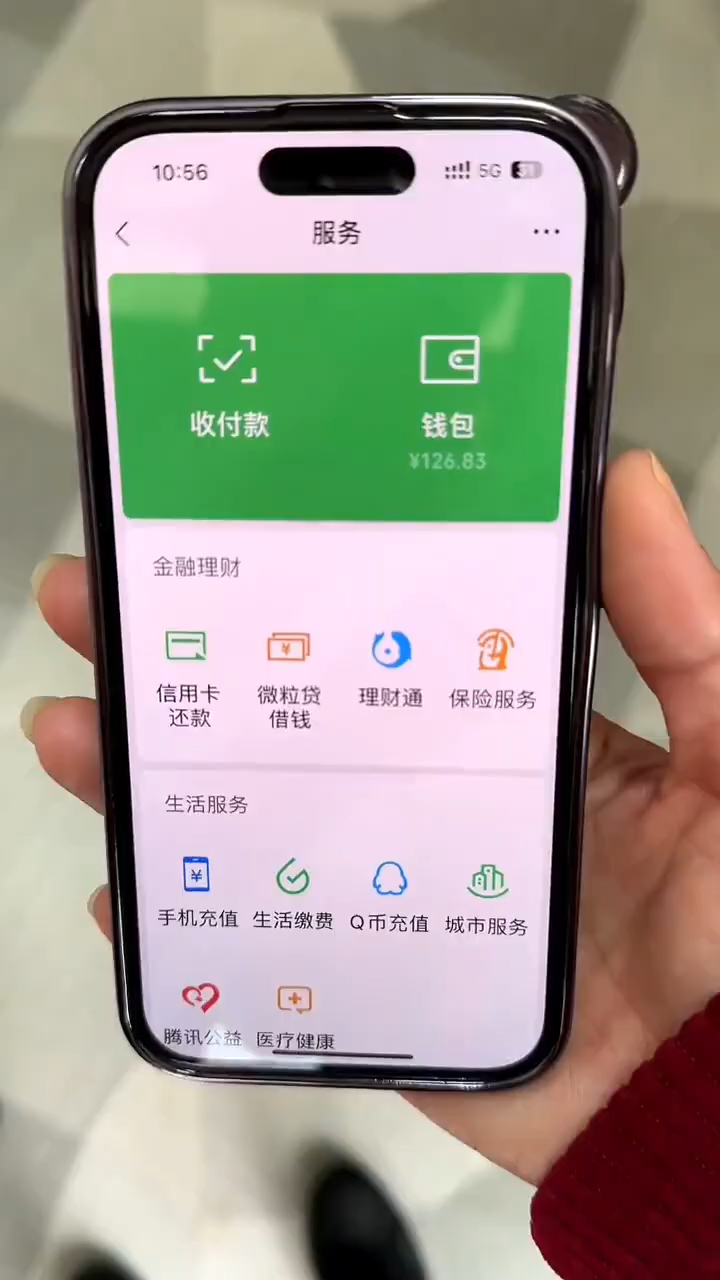 10:56 5G 31
服务
收付款 钱包
¥126.83
金融理财
信用卡 微粒贷 理财通 保险服务
还款 借钱
生活服务
手机充值 生活缴费 Q币充值 城市服务
腾讯公益 医疗健康